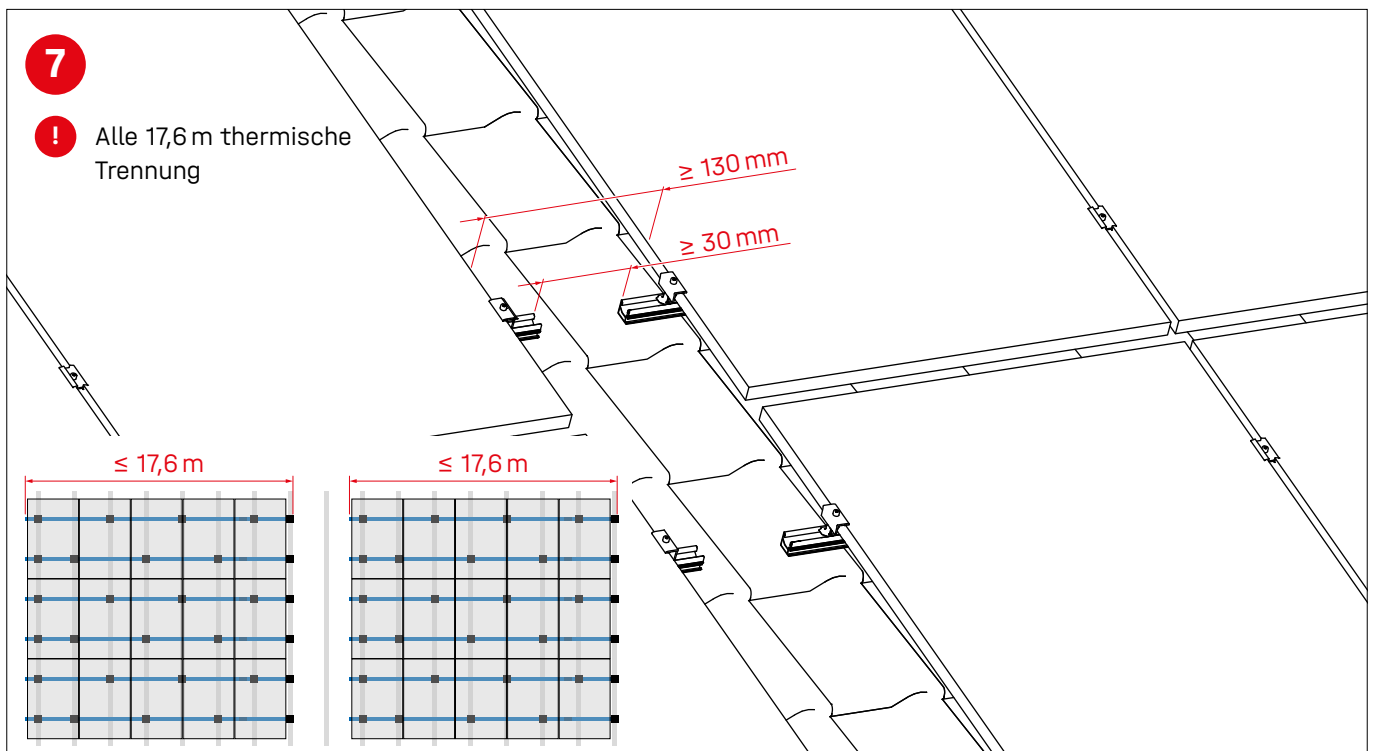 7
! Alle 17,6 m thermische
Trennung
≥ 130 mm
≥ 30 mm
≤ 17,6 m
≤ 17,6 m